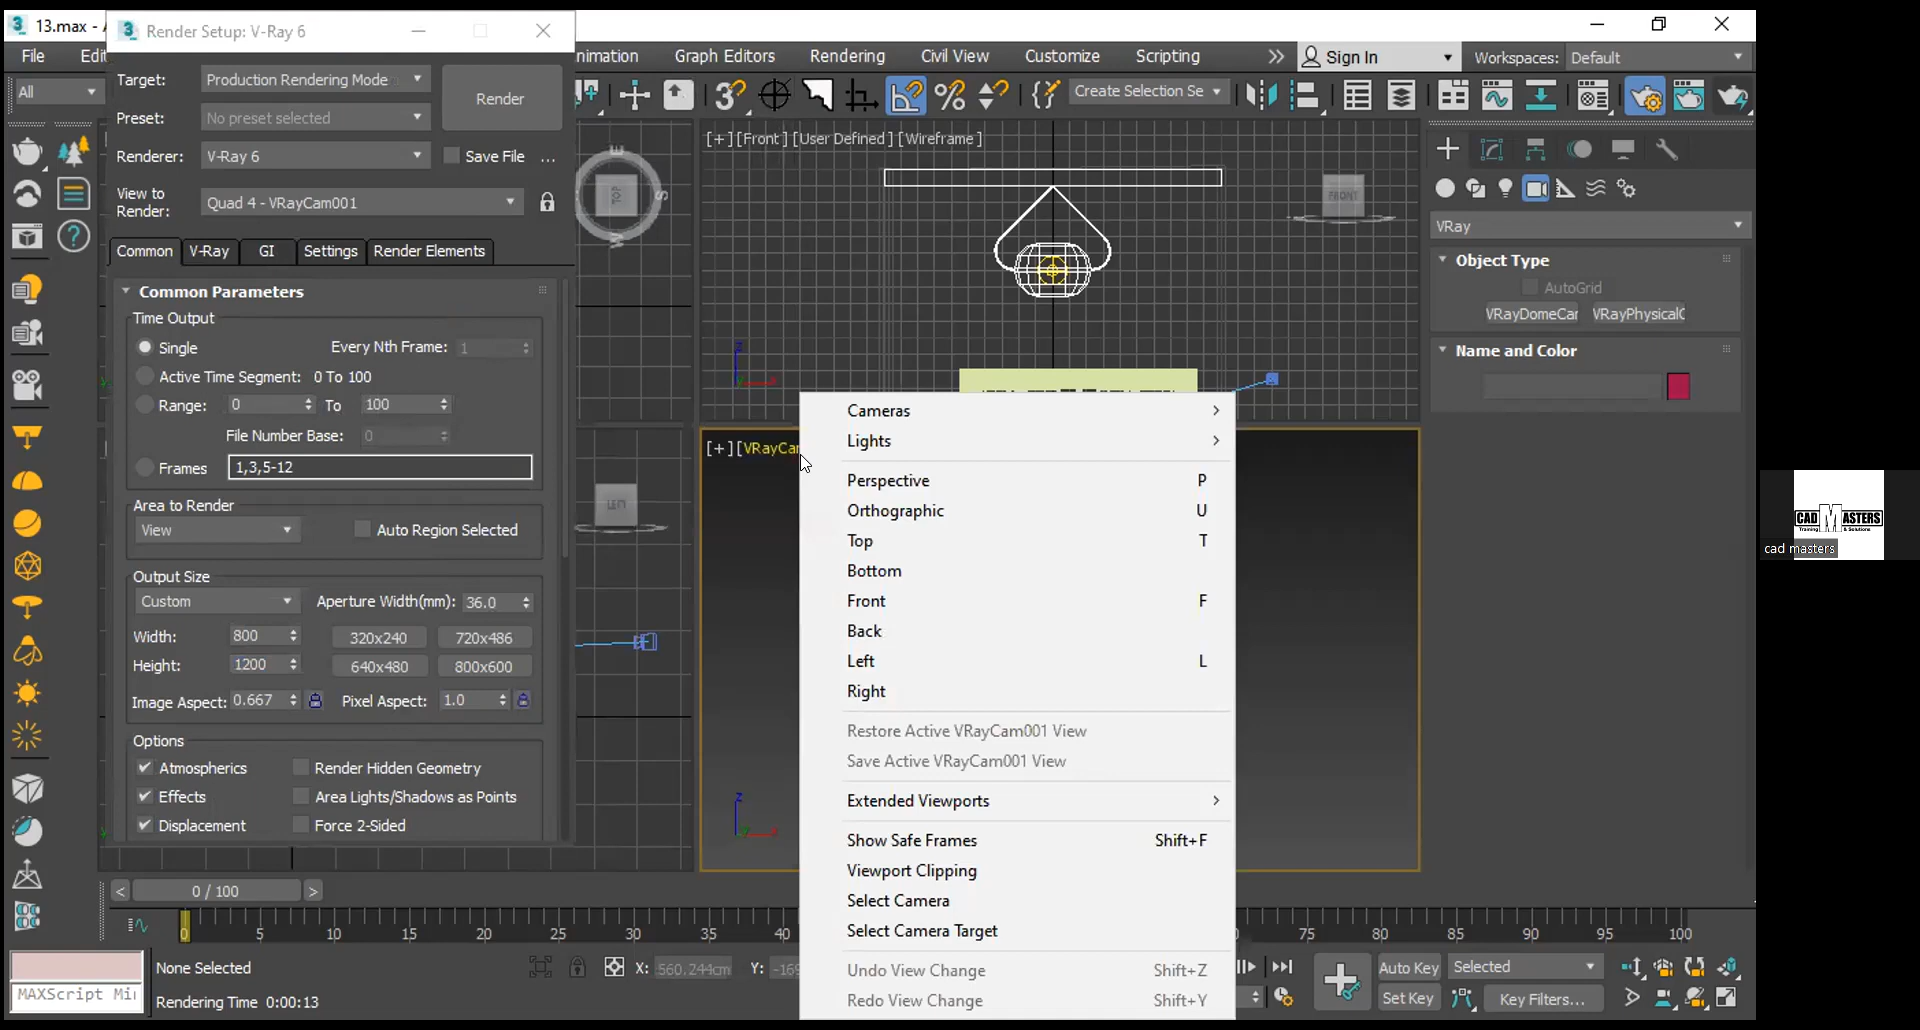 13.max - A
Render Setup: V-Ray 6
File
Edi
nimation
Graph Editors
Rendering
Civil View
Customize
Scripting
Sign In
Workspaces: Default
All
Target: Production Rendering Mode
Render
Preset: No preset selected
Renderer: V-Ray 6
Save File ...
View to
Render:
Quad 4 - VRayCam001
Common
V-Ray
GI
Settings
Render Elements
Common Parameters
Time Output
Single
Every Nth Frame: 1
Active Time Segment: 0 To 100
Range: 0 To 100
File Number Base: 0
Frames 1,3,5-12
Area to Render
View
Auto Region Selected
Output Size
Custom
Aperture Width(mm): 36.0
Width: 800
320x240
720x486
Height: 1200
640x480
800x600
Image Aspect: 0.667
Pixel Aspect: 1.0
Options
Atmospherics
Render Hidden Geometry
Effects
Area Lights/Shadows as Points
Displacement
Force 2-Sided
Create Selection Se
TOP
E
S
W
[+] [Front ] [User Defined ] [Wireframe ]
FRONT
LEFT
z
x
[+] [VRayCam
z
Cameras
Lights
Perspective P
Orthographic U
Top T
Bottom
Front F
Back
Left L
Right
Restore Active VRayCam001 View
Save Active VRayCam001 View
Extended Viewports
Show Safe Frames Shift+F
Viewport Clipping
Select Camera
Select Camera Target
Undo View Change Shift+Z
Redo View Change Shift+Y
VRay
Object Type
AutoGrid
VRayDomeCar
VRayPhysicalC
Name and Color
CAD MASTERS
Training & Solutions
cad masters
0 / 100
0 5 10 15 20 25 30 35 40
75 80 85 90 95 100
None Selected
X: 560.244cm
Y: -169
MAXScript Mi
Rendering Time 0:00:13
Auto Key
Selected
Set Key
Key Filters...